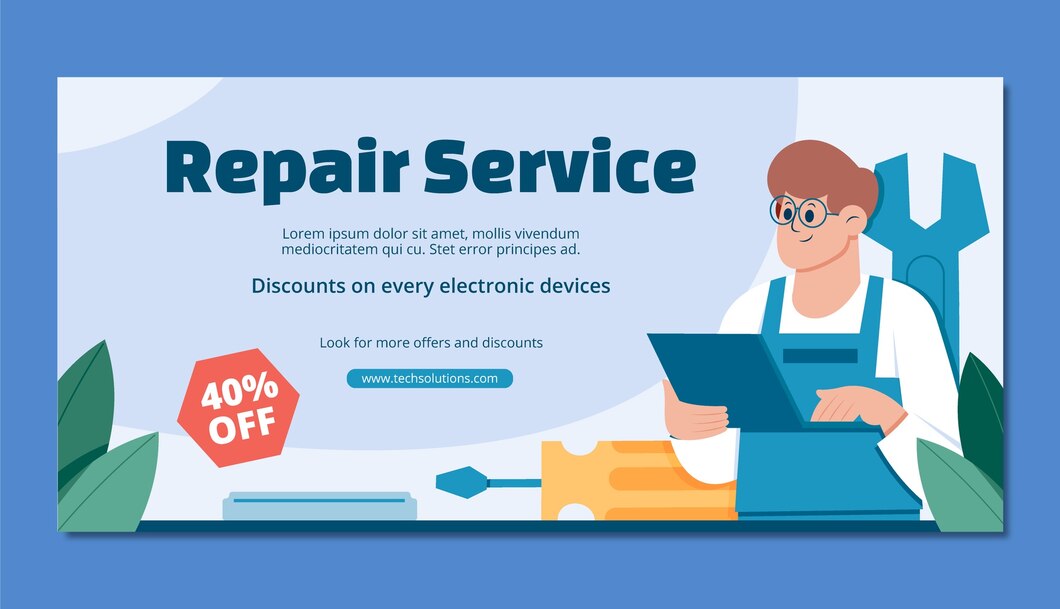 Repair Service
Lorem ipsum dolor sit amet, mollis vivendum
mediocritatem qui cu. Stet error principes ad.
Discounts on every electronic devices
Look for more offers and discounts
www.techsolutions.com
40%
OFF